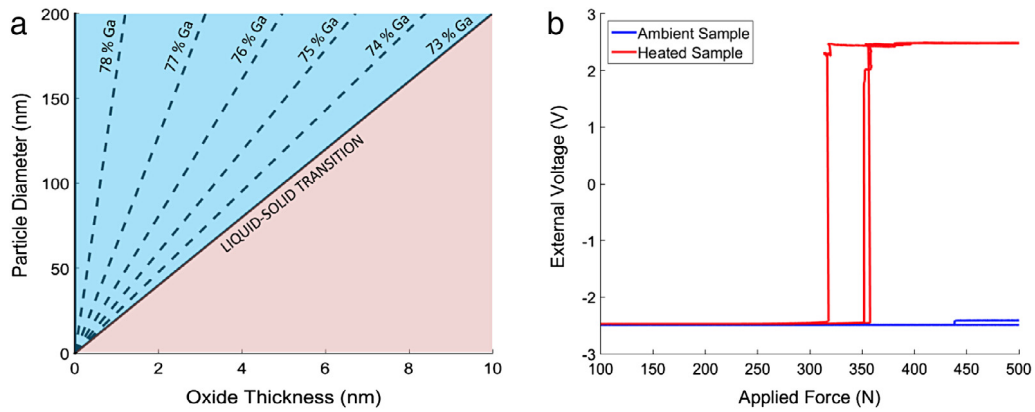 a
200
150
100
50
0
Particle Diameter (nm)
78 % Ga
77 % Ga
76 % Ga
75 % Ga
74 % Ga
73 % Ga
LIQUID-SOLID TRANSITION
0 2 4 6 8 10
Oxide Thickness (nm)
b
3
2
1
0
-1
-2
-3
External Voltage (V)
Ambient Sample
Heated Sample
100 150 200 250 300 350 400 450 500
Applied Force (N)